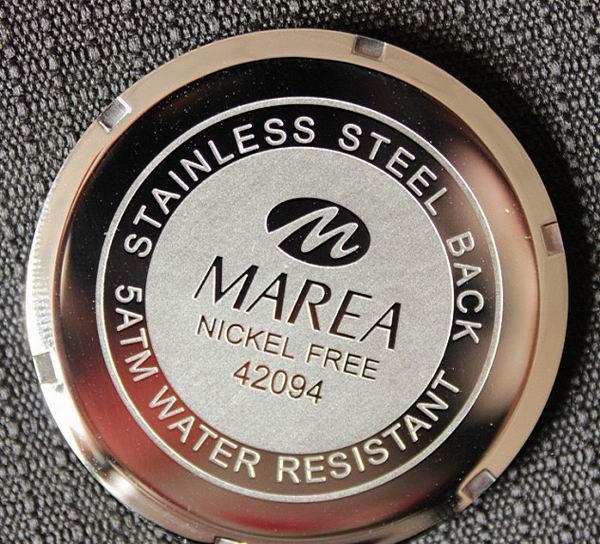 STAINLESS STEEL BACK
M
MAREA
NICKEL FREE
42094
5ATM WATER RESISTANT